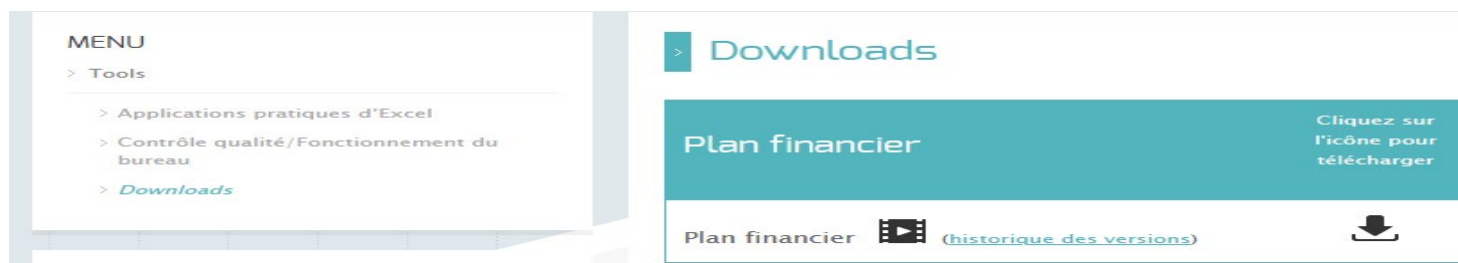 MENU
> Tools
> Applications pratiques d'Excel
> Contrôle qualité/Fonctionnement du
bureau
> Downloads
> Downloads
Plan financier
Cliquez sur
l'icône pour
télécharger
Plan financier (historique des versions)